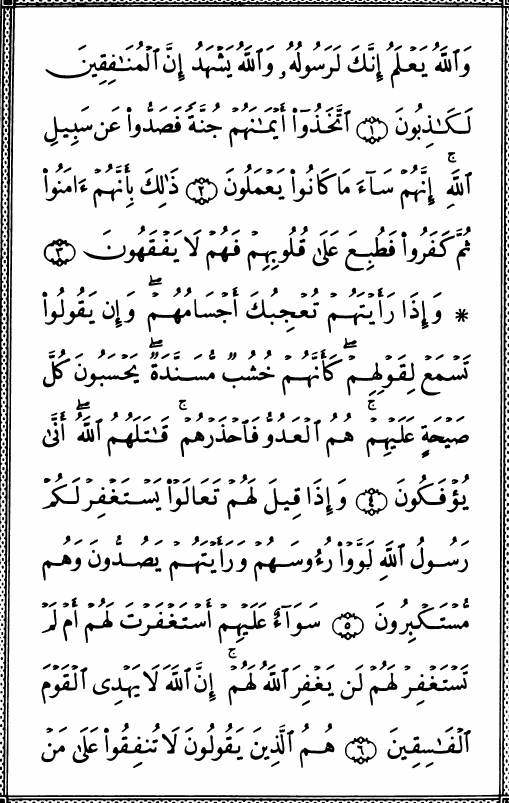 وَٱللَّهُ يَعْلَمُ إِنَّكَ لَرَسُولُهُۥ وَٱللَّهُ يَشْهَدُ إِنَّ ٱلْمُنَٰفِقِينَ
لَكَٰذِبُونَ ١ ٱتَّخَذُوٓا۟ أَيْمَٰنَهُمْ جُنَّةً فَصَدُّوا۟ عَن سَبِيلِ
ٱللَّهِ ۚ إِنَّهُمْ سَآءَ مَا كَانُوا۟ يَعْمَلُونَ ٢ ذَٰلِكَ بِأَنَّهُمْ ءَامَنُوا۟
ثُمَّ كَفَرُوا۟ فَطُبِعَ عَلَىٰ قُلُوبِهِمْ فَهُمْ لَا يَفْقَهُونَ ٣
* وَإِذَا رَأَيْتَهُمْ تُعْجِبُكَ أَجْسَامُهُمْ ۖ وَإِن يَقُولُوا۟
تَسْمَعْ لِقَوْلِهِمْ ۖ كَأَنَّهُمْ خُشُبٌ مُّسَنَّدَةٌ ۖ يَحْسَبُونَ كُلَّ
صَيْحَةٍ عَلَيْهِمْ ۚ هُمُ ٱلْعَدُوُّ فَٱحْذَرْهُمْ ۚ قَٰتَلَهُمُ ٱللَّهُ ۖ أَنَّىٰ
يُؤْفَكُونَ ٤ وَإِذَا قِيلَ لَهُمْ تَعَالَوْا۟ يَسْتَغْفِرْ لَكُمْ
رَسُولُ ٱللَّهِ لَوَّوْا۟ رُءُوسَهُمْ وَرَأَيْتَهُمْ يَصُدُّونَ وَهُم
مُّسْتَكْبِرُونَ ٥ سَوَآءٌ عَلَيْهِمْ أَسْتَغْفَرْتَ لَهُمْ أَمْ لَمْ
تَسْتَغْفِرْ لَهُمْ لَن يَغْفِرَ ٱللَّهُ لَهُمْ ۚ إِنَّ ٱللَّهَ لَا يَهْدِى ٱلْقَوْمَ
ٱلْفَٰسِقِينَ ٦ هُمُ ٱلَّذِينَ يَقُولُونَ لَا تُنفِقُوا۟ عَلَىٰ مَنْ